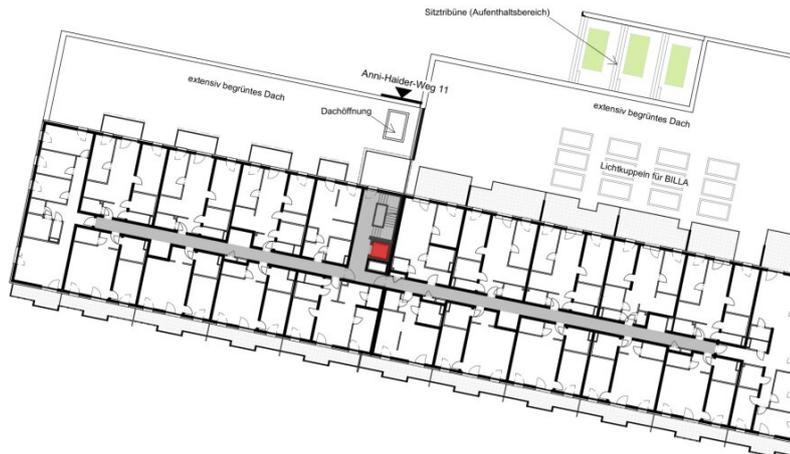 Sitztribüne (Aufenthaltsbereich)
Anni-Haider-Weg 11
extensiv begrüntes Dach
Dachöffnung
extensiv begrüntes Dach
Lichtkuppeln für BILLA